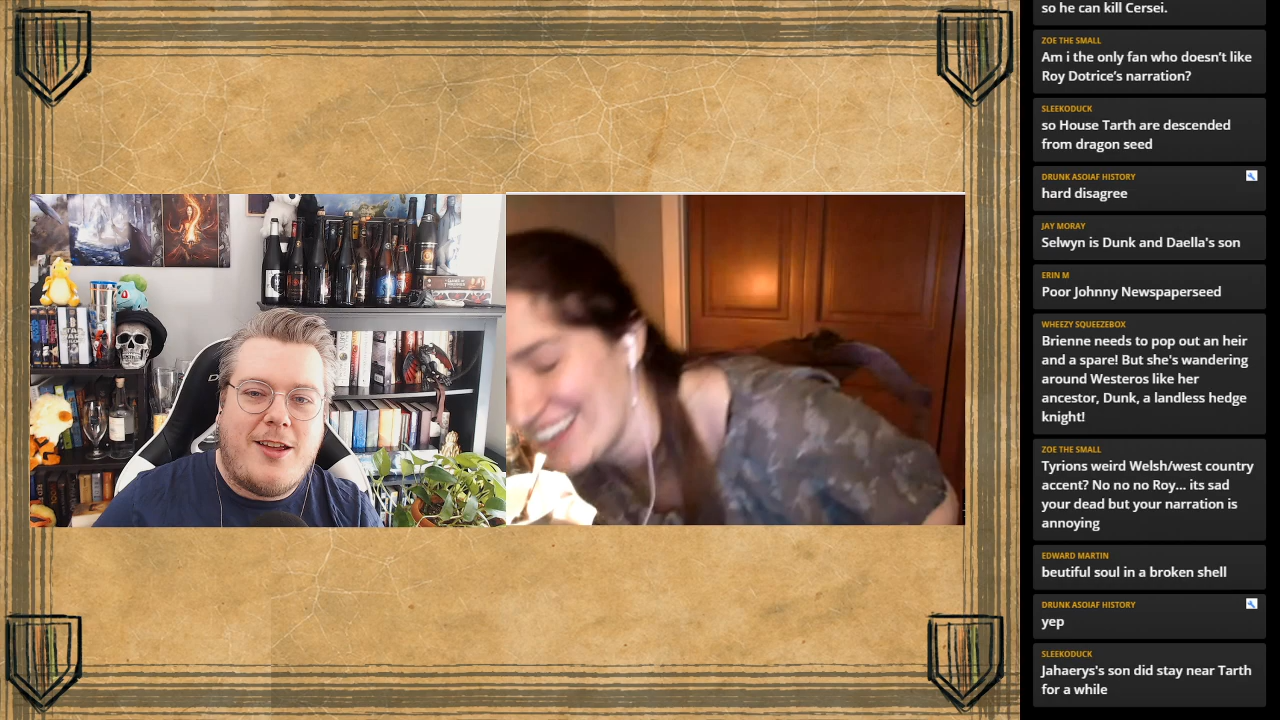 so he can kill Cersei.
ZOE THE SMALL
Am i the only fan who doesn't like
Roy Dotrice's narration?
SLEEKODUCK
so House Tarth are descended
from dragon seed
DRUNK ASOIAF HISTORY
hard disagree
JAY MORAY
Selwyn is Dunk and Daella's son
ERIN M
Poor Johnny Newspaperseed
WHEEZY SQUEEZEBOX
Brienne needs to pop out an heir
and a spare! But she's wandering
around Westeros like her
ancestor, Dunk, a landless hedge
knight!
ZOE THE SMALL
Tyrions weird Welsh/west country
accent? No no no Roy... its sad
your dead but your narration is
annoying
EDWARD MARTIN
beutiful soul in a broken shell
DRUNK ASOIAF HISTORY
yep
SLEEKODUCK
Jahaerys's son did stay near Tarth
for a while